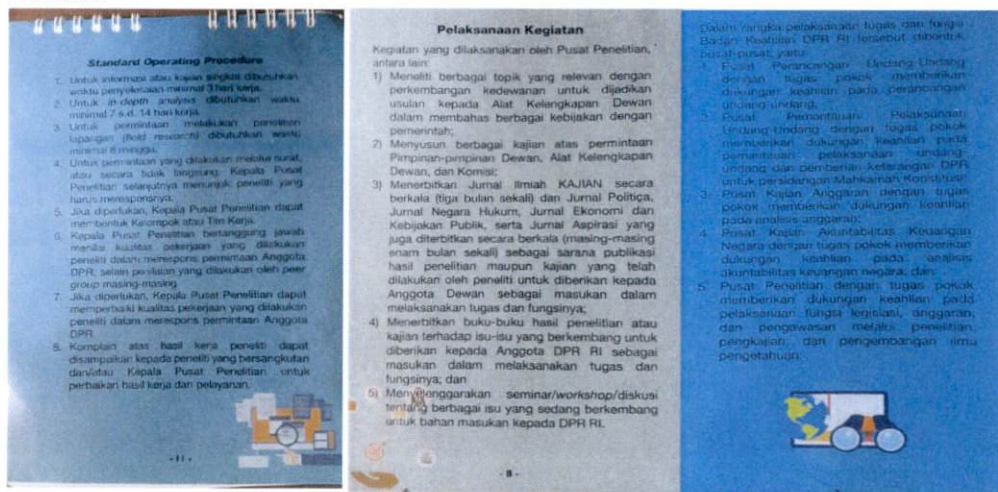 Standard Operating Procedure
1. Untuk informasi atau kajian singkat dibutuhkan
waktu penyelesaian minimal 3 hari kerja.
2. Untuk in-depth analysis dibutuhkan waktu
minimal 7 s.d. 14 hari kerja.
3. Untuk permintaan melakukan penelitian
lapangan (field research) dibutuhkan waktu
minimal 8 minggu.
4. Untuk permintaan yang dilakukan melalui surat,
atau secara tidak langsung, Kepala Pusat
Penelitian selanjutnya menunjuk peneliti yang
harus meresponsnya.
5. Jika diperlukan, Kepala Pusat Penelitian dapat
membentuk Kelompok atau Tim Kerja.
6. Kepala Pusat Penelitian bertanggung jawab
menilai kualitas pekerjaan yang dilakukan
peneliti dalam merespons permintaan Anggota
DPR, selain penilaian yang dilakukan oleh peer
group masing-masing.
7. Jika diperlukan, Kepala Pusat Penelitian dapat
memperbaiki kualitas pekerjaan yang dilakukan
peneliti dalam merespons permintaan Anggota
DPR.
8. Komplain atas hasil kerja peneliti dapat
disampaikan kepada peneliti yang bersangkutan
dan/atau Kepala Pusat Penelitian untuk
perbaikan hasil kerja dan pelayanan.
- 11 -
Pelaksanaan Kegiatan
Kegiatan yang dilaksanakan oleh Pusat Penelitian,
antara lain:
1) Meneliti berbagai topik yang relevan dengan
perkembangan kedewanan untuk dijadikan
usulan kepada Alat Kelengkapan Dewan
dalam membahas berbagai kebijakan dengan
pemerintah;
2) Menyusun berbagai kajian atas permintaan
Pimpinan-pimpinan Dewan, Alat Kelengkapan
Dewan, dan Komisi;
3) Menerbitkan Jurnal Ilmiah KAJIAN secara
berkala (tiga bulan sekali) dan Jurnal Politica,
Jurnal Negara Hukum, Jurnal Ekonomi dan
Kebijakan Publik, serta Jurnal Aspirasi yang
juga diterbitkan secara berkala (masing-masing
enam bulan sekali) sebagai sarana publikasi
hasil penelitian maupun kajian yang telah
dilakukan oleh peneliti untuk diberikan kepada
Anggota Dewan sebagai masukan dalam
melaksanakan tugas dan fungsinya;
4) Menerbitkan buku-buku hasil penelitian atau
kajian terhadap isu-isu yang berkembang untuk
diberikan kepada Anggota DPR RI sebagai
masukan dalam melaksanakan tugas dan
fungsinya; dan
5) Menyelenggarakan seminar/workshop/diskusi
tentang berbagai isu yang sedang berkembang
untuk bahan masukan kepada DPR RI.
- 8 -
Dalam rangka pelaksanaan tugas dan fungsi
Badan Keahlian DPR RI tersebut dibentuk
pusat-pusat, yaitu:
1. Pusat Perancangan Undang-Undang
dengan tugas pokok memberikan
dukungan keahlian pada perancangan
undang-undang;
2. Pusat Pemantauan Pelaksanaan
Undang-Undang dengan tugas pokok
memberikan dukungan keahlian pada
pemantauan pelaksanaan undang-
undang dan pemberian keterangan DPR
untuk persidangan Mahkamah Konstitusi;
3. Pusat Kajian Anggaran dengan tugas
pokok memberikan dukungan keahlian
pada analisis anggaran;
4. Pusat Kajian Akuntabilitas Keuangan
Negara dengan tugas pokok memberikan
dukungan keahlian pada analisis
akuntabilitas keuangan negara; dan
5. Pusat Penelitian dengan tugas pokok
memberikan dukungan keahlian pada
pelaksanaan fungsi legislasi, anggaran,
dan pengawasan melalui penelitian,
pengkajian, dan pengembangan ilmu
pengetahuan.